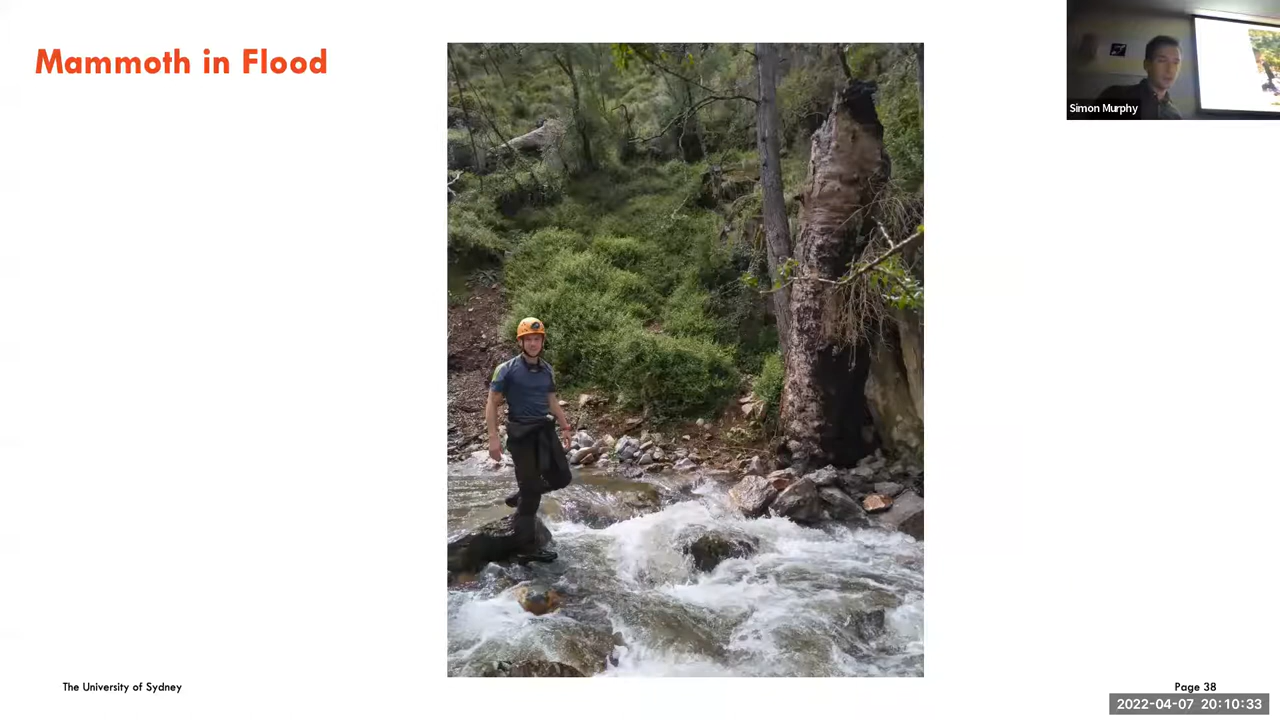 Mammoth in Flood
Simon Murphy
The University of Sydney
Page 38
2022-04-07 20:10:33